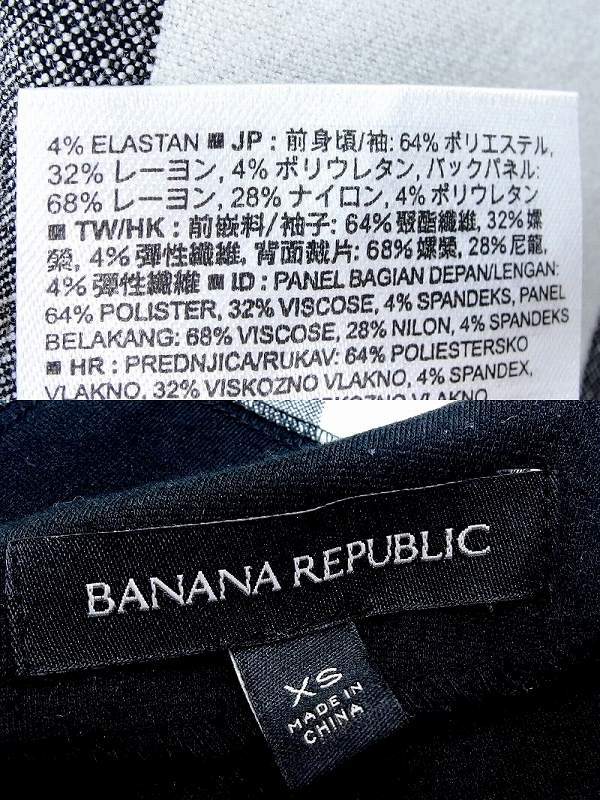 4% ELASTAN ■ JP : 前身頃/袖: 64% ポリエステル,
32% レーヨン, 4% ポリウレタン, バックパネル:
68% レーヨン, 28% ナイロン, 4% ポリウレタン
■ TW/HK : 前嵌料/袖子: 64% 聚酯纖維, 32% 嫘
縈, 4% 彈性纖維, 背面裁片: 68% 嫘縈, 28% 尼龍,
4% 彈性纖維 ■ ID : PANEL BAGIAN DEPAN/LENGAN:
64% POLISTER, 32% VISCOSE, 4% SPANDEKS, PANEL
BELAKANG: 68% VISCOSE, 28% NILON, 4% SPANDEKS
■ HR : PREDNJICA/RUKAV: 64% POLIESTERSKO
VLAKNO, 32% VISKOZNO VLAKNO, 4% SPANDEX,
BANANA REPUBLIC
XS
MADE IN
CHINA